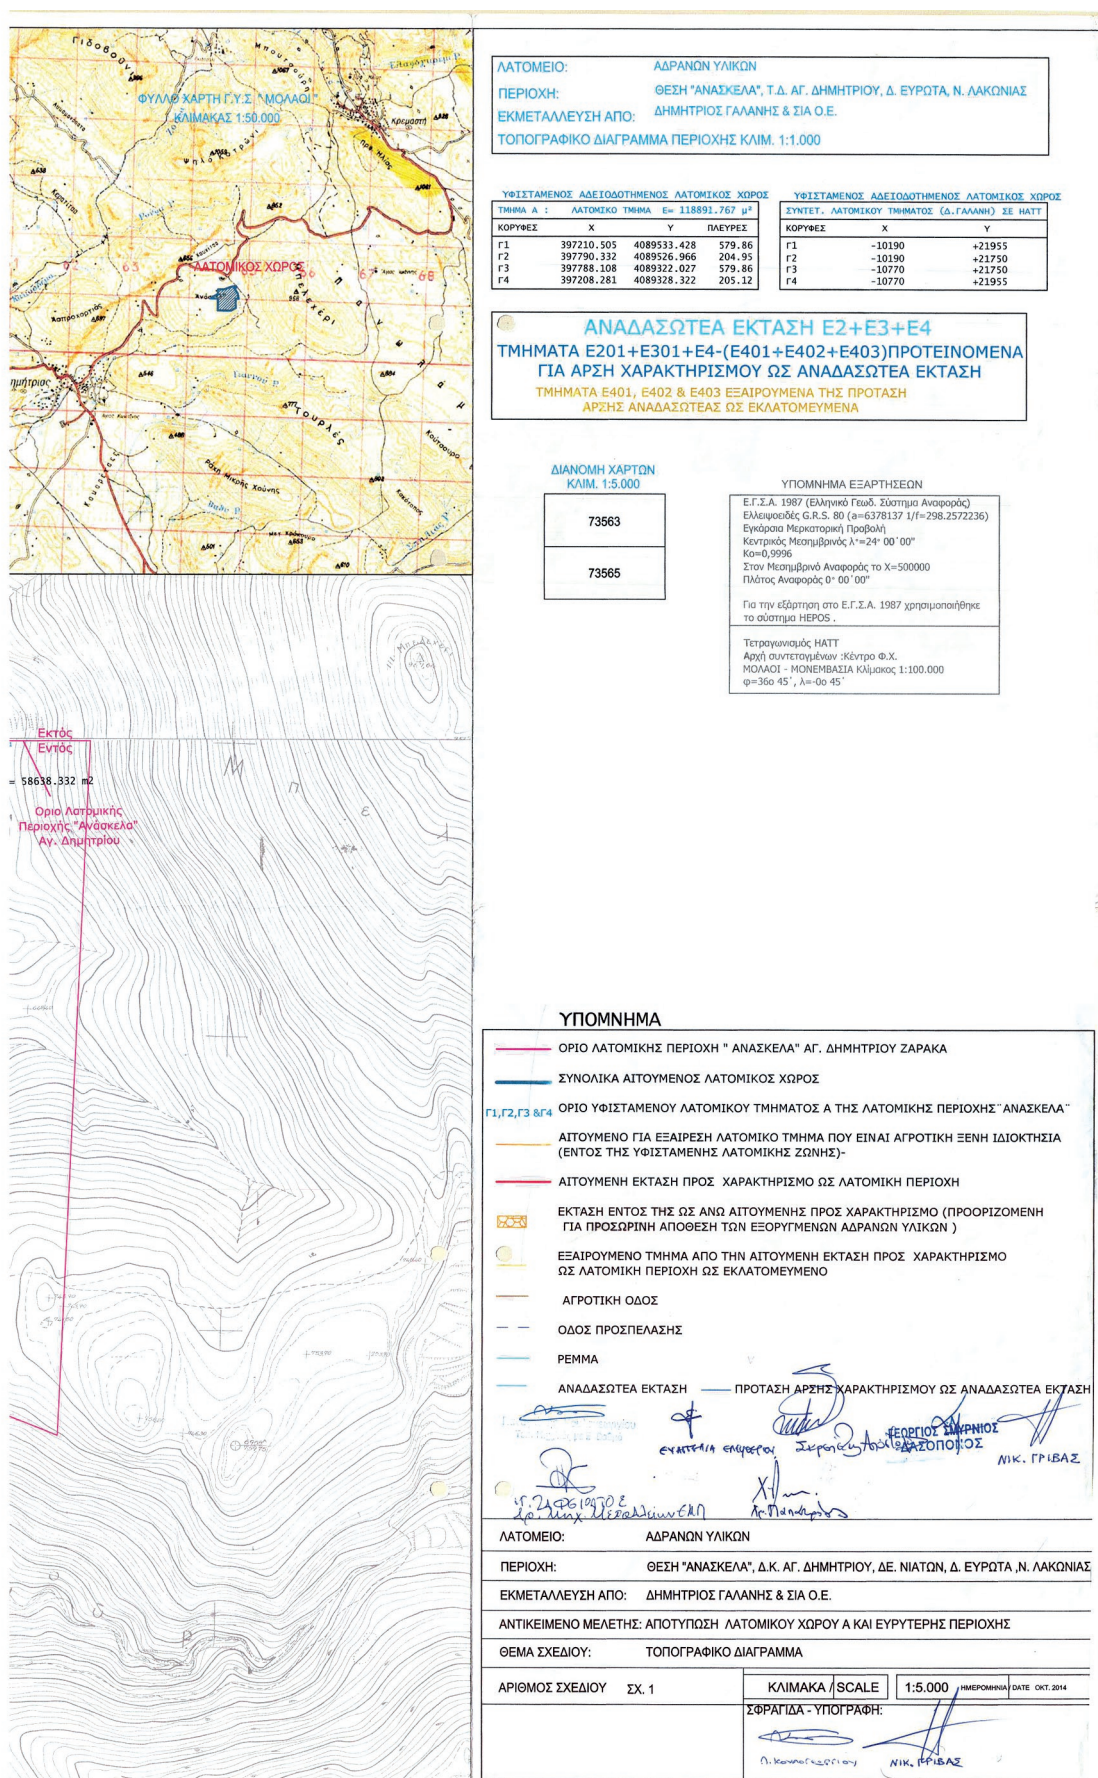 ΦΥΛΛΟ ΧΑΡΤΗ Γ.Υ.Σ. "ΜΟΛΑΟΙ"
ΚΛΙΜΑΚΑΣ 1:50.000
Γιδοβούνι
Κρεμαστή
Προφ. Ηλίας
62
63
ΛΑΤΟΜΙΚΟΣ ΧΩΡΟΣ
66
67
68
Τουρλές
Ράχη Μικρής Χούνης
ημήτριος
ΛΑΤΟΜΕΙΟ: ΑΔΡΑΝΩΝ ΥΛΙΚΩΝ
ΠΕΡΙΟΧΗ: ΘΕΣΗ "ΑΝΑΣΚΕΛΑ", Τ.Δ. ΑΓ. ΔΗΜΗΤΡΙΟΥ, Δ. ΕΥΡΩΤΑ, Ν. ΛΑΚΩΝΙΑΣ
ΕΚΜΕΤΑΛΛΕΥΣΗ ΑΠΟ: ΔΗΜΗΤΡΙΟΣ ΓΑΛΑΝΗΣ & ΣΙΑ Ο.Ε.
ΤΟΠΟΓΡΑΦΙΚΟ ΔΙΑΓΡΑΜΜΑ ΠΕΡΙΟΧΗΣ ΚΛΙΜ. 1:1.000
ΥΦΙΣΤΑΜΕΝΟΣ ΑΔΕΙΟΔΟΤΗΜΕΝΟΣ ΛΑΤΟΜΙΚΟΣ ΧΩΡΟΣ
ΤΜΗΜΑ Α : ΛΑΤΟΜΙΚΟ ΤΜΗΜΑ Ε= 118891.767 μ²
ΚΟΡΥΦΕΣ Χ Υ ΠΛΕΥΡΕΣ
Γ1 397210.505 4089533.428 579.86
Γ2 397790.332 4089526.966 204.95
Γ3 397788.108 4089322.027 579.86
Γ4 397208.281 4089328.322 205.12
ΥΦΙΣΤΑΜΕΝΟΣ ΑΔΕΙΟΔΟΤΗΜΕΝΟΣ ΛΑΤΟΜΙΚΟΣ ΧΩΡΟΣ
ΣΥΝΤΕΤ. ΛΑΤΟΜΙΚΟΥ ΤΜΗΜΑΤΟΣ (Δ.ΓΑΛΑΝΗ) ΣΕ HATT
ΚΟΡΥΦΕΣ Χ Υ
Γ1 -10190 +21955
Γ2 -10190 +21750
Γ3 -10770 +21750
Γ4 -10770 +21955
ΑΝΑΔΑΣΩΤΕΑ ΕΚΤΑΣΗ Ε2+Ε3+Ε4
ΤΜΗΜΑΤΑ Ε201+Ε301+Ε4-(Ε401+Ε402+Ε403)ΠΡΟΤΕΙΝΟΜΕΝΑ
ΓΙΑ ΑΡΣΗ ΧΑΡΑΚΤΗΡΙΣΜΟΥ ΩΣ ΑΝΑΔΑΣΩΤΕΑ ΕΚΤΑΣΗ
ΤΜΗΜΑΤΑ Ε401, Ε402 & Ε403 ΕΞΑΙΡΟΥΜΕΝΑ ΤΗΣ ΠΡΟΤΑΣΗ
ΑΡΣΗΣ ΑΝΑΔΑΣΩΤΕΑΣ ΩΣ ΕΚΛΑΤΟΜΕΥΜΕΝΑ
ΔΙΑΝΟΜΗ ΧΑΡΤΩΝ
ΚΛΙΜ. 1:5.000
73563
73565
ΥΠΟΜΝΗΜΑ ΕΞΑΡΤΗΣΕΩΝ
Ε.Γ.Σ.Α. 1987 (Ελληνικό Γεωδ. Σύστημα Αναφοράς)
Ελλειψοειδές G.R.S. 80 (a=6378137 1/f=298.2572236)
Εγκάρσια Μερκατορική Προβολή
Κεντρικός Μεσημβρινός λ°=24° 00΄00"
Κο=0,9996
Στον Μεσημβρινό Αναφοράς το Χ=500000
Πλάτος Αναφοράς 0° 00΄00"
Για την εξάρτηση στο Ε.Γ.Σ.Α. 1987 χρησιμοποιήθηκε
το σύστημα HEPOS .
Τετραγωνισμός HATT
Αρχή συντεταγμένων :Κέντρο Φ.Χ.
ΜΟΛΑΟΙ - ΜΟΝΕΜΒΑΣΙΑ Κλίμακος 1:100.000
φ=36ο 45΄, λ=-0ο 45΄
Εκτός
Εντός
= 58638.332 m2
Οριο Λατομικής
Περιοχής "Ανάσκελα"
Αγ. Δημητρίου
ΥΠΟΜΝΗΜΑ
ΟΡΙΟ ΛΑΤΟΜΙΚΗΣ ΠΕΡΙΟΧΗ " ΑΝΑΣΚΕΛΑ" ΑΓ. ΔΗΜΗΤΡΙΟΥ ΖΑΡΑΚΑ
ΣΥΝΟΛΙΚΑ ΑΙΤΟΥΜΕΝΟΣ ΛΑΤΟΜΙΚΟΣ ΧΩΡΟΣ
Γ1,Γ2,Γ3 &Γ4 ΟΡΙΟ ΥΦΙΣΤΑΜΕΝΟΥ ΛΑΤΟΜΙΚΟΥ ΤΜΗΜΑΤΟΣ Α ΤΗΣ ΛΑΤΟΜΙΚΗΣ ΠΕΡΙΟΧΗΣ¨ΑΝΑΣΚΕΛΑ¨
ΑΙΤΟΥΜΕΝΟ ΓΙΑ ΕΞΑΙΡΕΣΗ ΛΑΤΟΜΙΚΟ ΤΜΗΜΑ ΠΟΥ ΕΙΝΑΙ ΑΓΡΟΤΙΚΗ ΞΕΝΗ ΙΔΙΟΚΤΗΣΙΑ
(ΕΝΤΟΣ ΤΗΣ ΥΦΙΣΤΑΜΕΝΗΣ ΛΑΤΟΜΙΚΗΣ ΖΩΝΗΣ)-
ΑΙΤΟΥΜΕΝΗ ΕΚΤΑΣΗ ΠΡΟΣ ΧΑΡΑΚΤΗΡΙΣΜΟ ΩΣ ΛΑΤΟΜΙΚΗ ΠΕΡΙΟΧΗ
ΕΚΤΑΣΗ ΕΝΤΟΣ ΤΗΣ ΩΣ ΑΝΩ ΑΙΤΟΥΜΕΝΗΣ ΠΡΟΣ ΧΑΡΑΚΤΗΡΙΣΜΟ (ΠΡΟΟΡΙΖΟΜΕΝΗ
ΓΙΑ ΠΡΟΣΩΡΙΝΗ ΑΠΟΘΕΣΗ ΤΩΝ ΕΞΟΡΥΓΜΕΝΩΝ ΑΔΡΑΝΩΝ ΥΛΙΚΩΝ )
ΕΞΑΙΡΟΥΜΕΝΟ ΤΜΗΜΑ ΑΠΟ ΤΗΝ ΑΙΤΟΥΜΕΝΗ ΕΚΤΑΣΗ ΠΡΟΣ ΧΑΡΑΚΤΗΡΙΣΜΟ
ΩΣ ΛΑΤΟΜΙΚΗ ΠΕΡΙΟΧΗ ΩΣ ΕΚΛΑΤΟΜΕΥΜΕΝΟ
ΑΓΡΟΤΙΚΗ ΟΔΟΣ
ΟΔΟΣ ΠΡΟΣΠΕΛΑΣΗΣ
ΡΕΜΜΑ
ΑΝΑΔΑΣΩΤΕΑ ΕΚΤΑΣΗ ΠΡΟΤΑΣΗ ΑΡΣΗΣ ΧΑΡΑΚΤΗΡΙΣΜΟΥ ΩΣ ΑΝΑΔΑΣΩΤΕΑ ΕΚΤΑΣΗ
ΓΕΩΡΓΙΟΣ ΣΜΥΡΝΙΟΣ
ΔΑΣΟΠΟΝΟΣ
ΝΙΚ. ΓΡΙΒΑΣ
ΛΑΤΟΜΕΙΟ: ΑΔΡΑΝΩΝ ΥΛΙΚΩΝ
ΠΕΡΙΟΧΗ: ΘΕΣΗ "ΑΝΑΣΚΕΛΑ", Δ.Κ. ΑΓ. ΔΗΜΗΤΡΙΟΥ, ΔΕ. ΝΙΑΤΩΝ, Δ. ΕΥΡΩΤΑ ,Ν. ΛΑΚΩΝΙΑΣ
ΕΚΜΕΤΑΛΛΕΥΣΗ ΑΠΟ: ΔΗΜΗΤΡΙΟΣ ΓΑΛΑΝΗΣ & ΣΙΑ Ο.Ε.
ΑΝΤΙΚΕΙΜΕΝΟ ΜΕΛΕΤΗΣ: ΑΠΟΤΥΠΩΣΗ ΛΑΤΟΜΙΚΟΥ ΧΩΡΟΥ Α ΚΑΙ ΕΥΡΥΤΕΡΗΣ ΠΕΡΙΟΧΗΣ
ΘΕΜΑ ΣΧΕΔΙΟΥ: ΤΟΠΟΓΡΑΦΙΚΟ ΔΙΑΓΡΑΜΜΑ
ΑΡΙΘΜΟΣ ΣΧΕΔΙΟΥ ΣΧ. 1
ΚΛΙΜΑΚΑ / SCALE 1:5.000 ΗΜΕΡΟΜΗΝΙΑ/DATE ΟΚΤ. 2014
ΣΦΡΑΓΙΔΑ - ΥΠΟΓΡΑΦΗ:
ΝΙΚ. ΓΡΙΒΑΣ